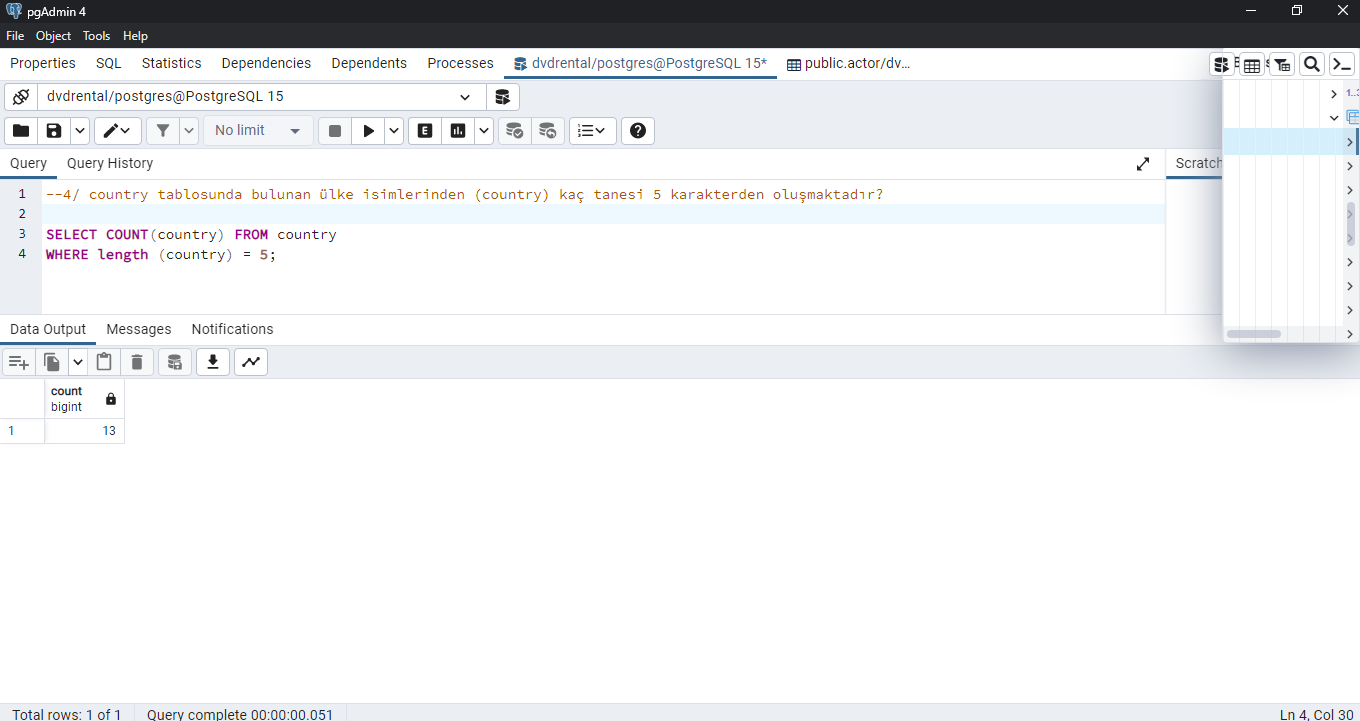 pgAdmin 4
File Object Tools Help
Properties SQL Statistics Dependencies Dependents Processes dvdrental/postgres@PostgreSQL 15* public.actor/dv...
dvdrental/postgres@PostgreSQL 15
No limit
Query Query History
Scratch
1 --4/ country tablosunda bulunan ülke isimlerinden (country) kaç tanesi 5 karakterden oluşmaktadır?
2
3 SELECT COUNT(country) FROM country
4 WHERE length (country) = 5;
Data Output Messages Notifications
count
bigint
1 13
Total rows: 1 of 1 Query complete 00:00:00.051 Ln 4, Col 30